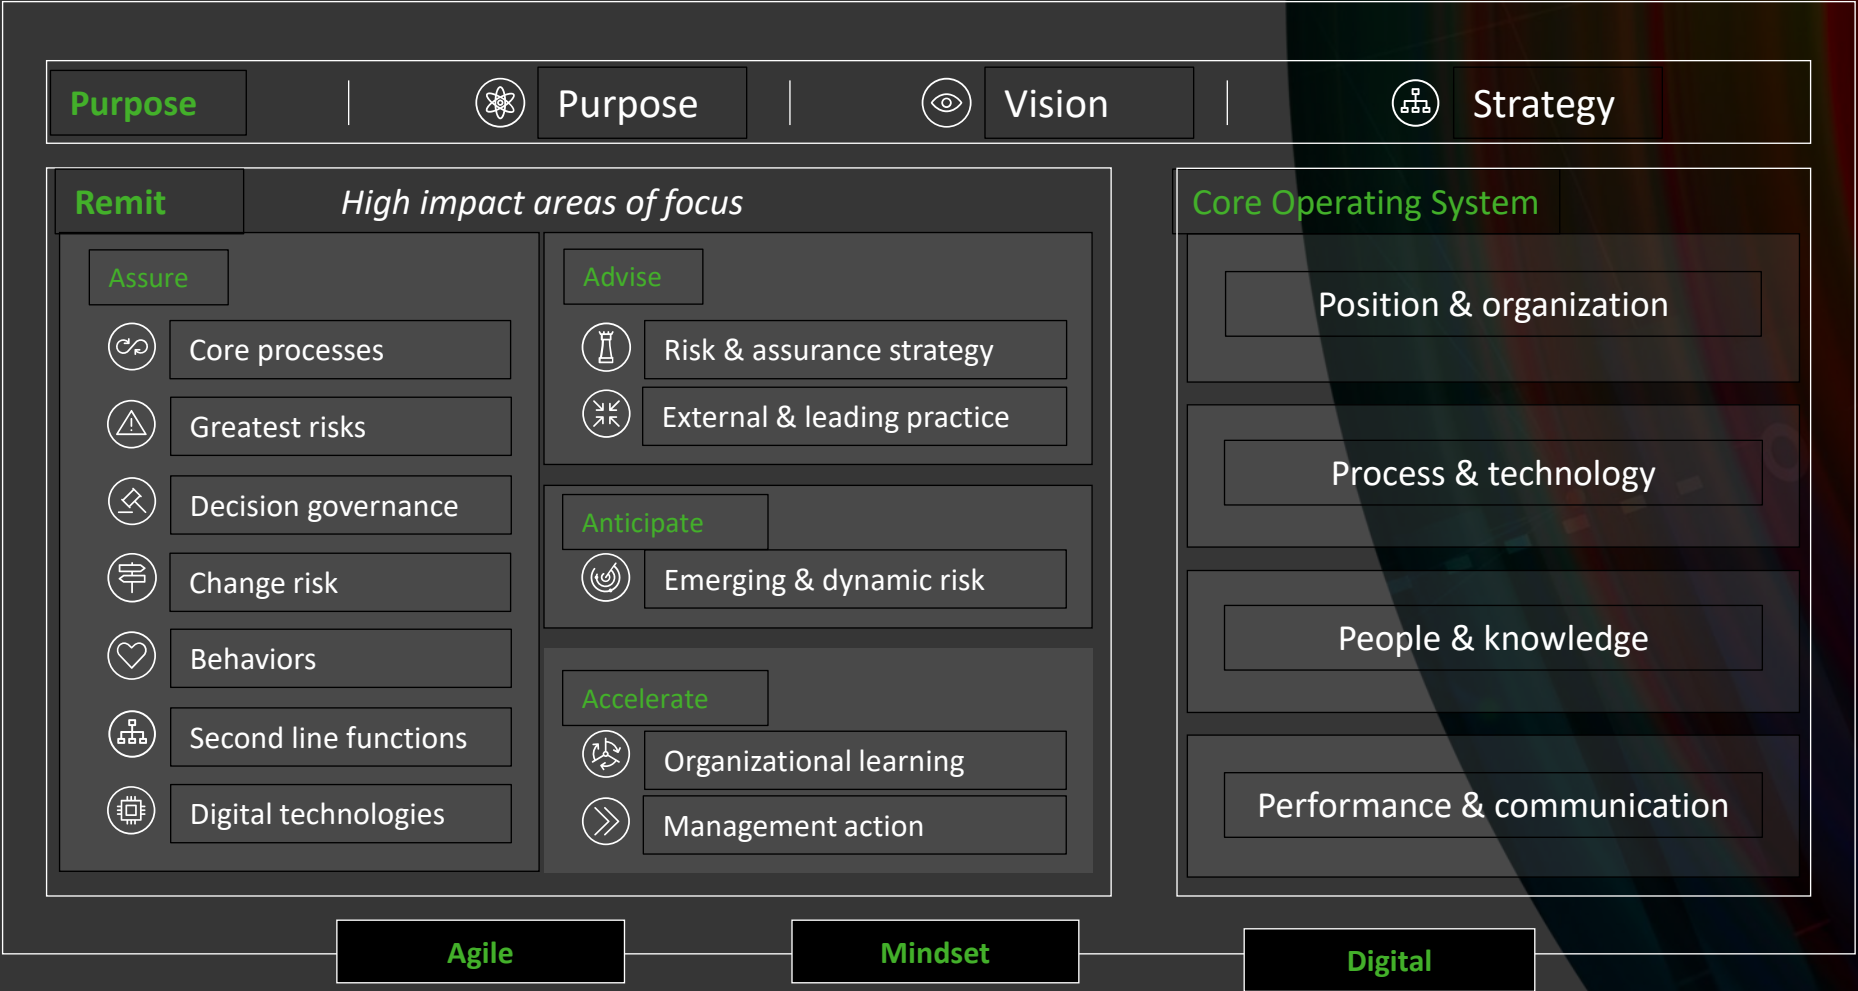 Purpose
Purpose
Vision
Strategy
Remit
High impact areas of focus
Assure
Core processes
Greatest risks
Decision governance
Change risk
Behaviors
Second line functions
Digital technologies
Advise
Risk & assurance strategy
External & leading practice
Anticipate
Emerging & dynamic risk
Accelerate
Organizational learning
Management action
Core Operating System
Position & organization
Process & technology
People & knowledge
Performance & communication
Agile
Mindset
Digital